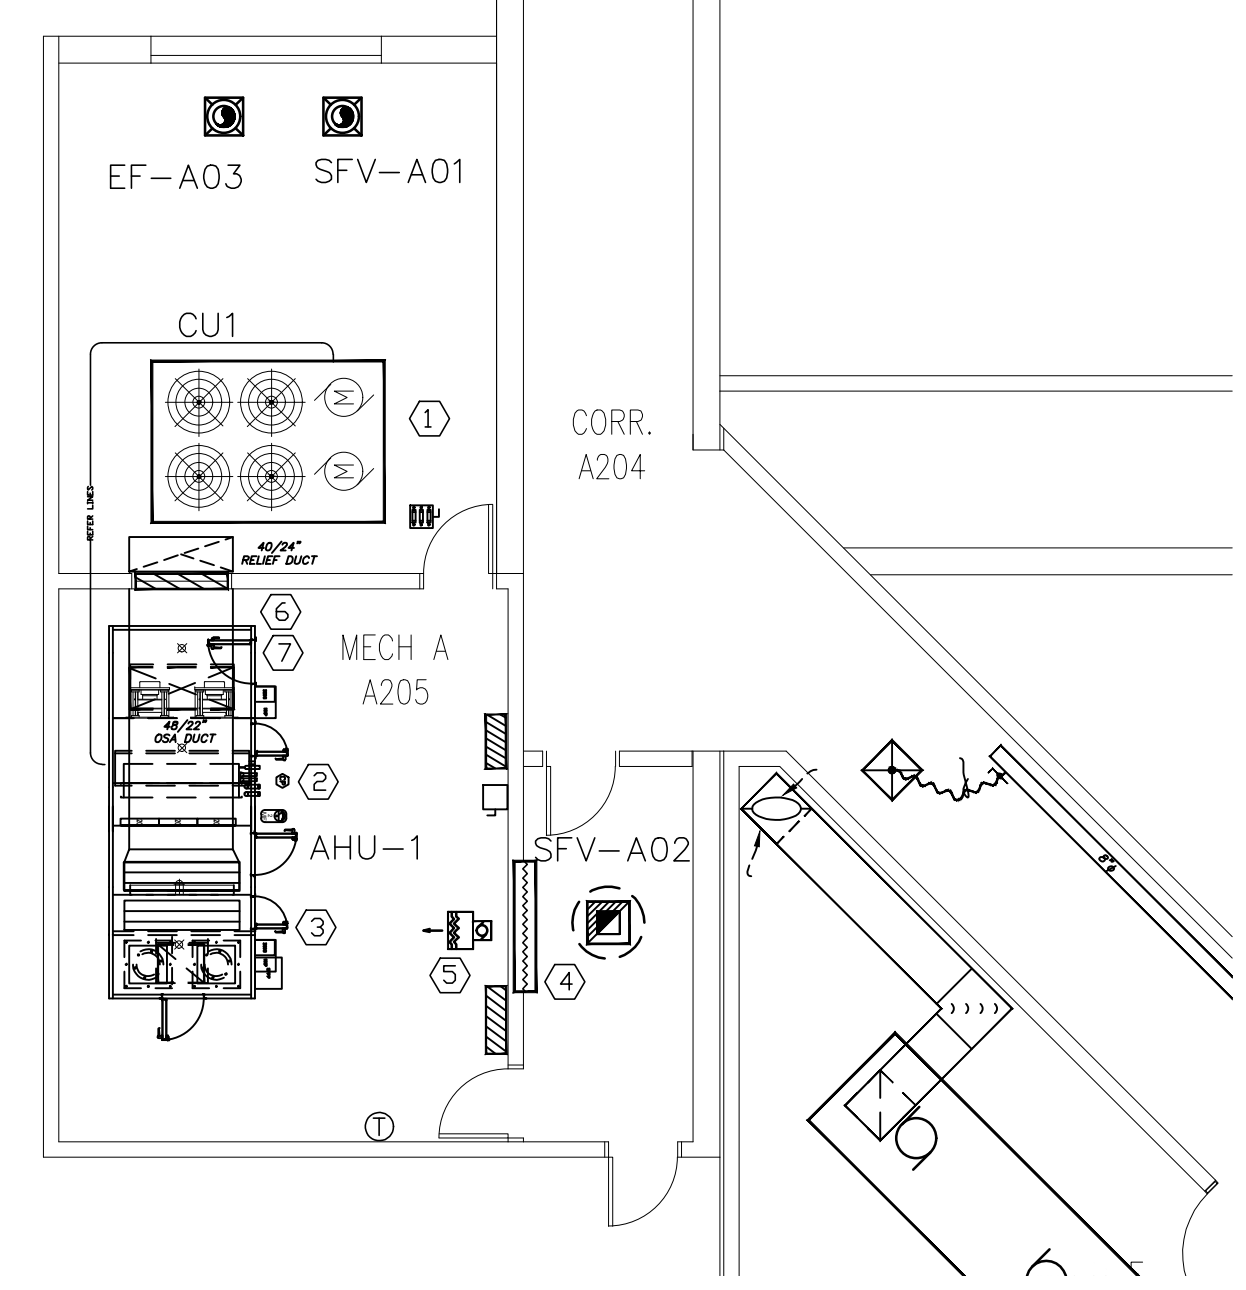 EF-A03
SFV-A01
CU1
1
M
M
CORR.
A204
REFER LINES
40/24"
RELIEF DUCT
6
7
MECH A
A205
48/22"
OSA DUCT
2
AHU-1
SFV-A02
8"ø
3
5
4
T